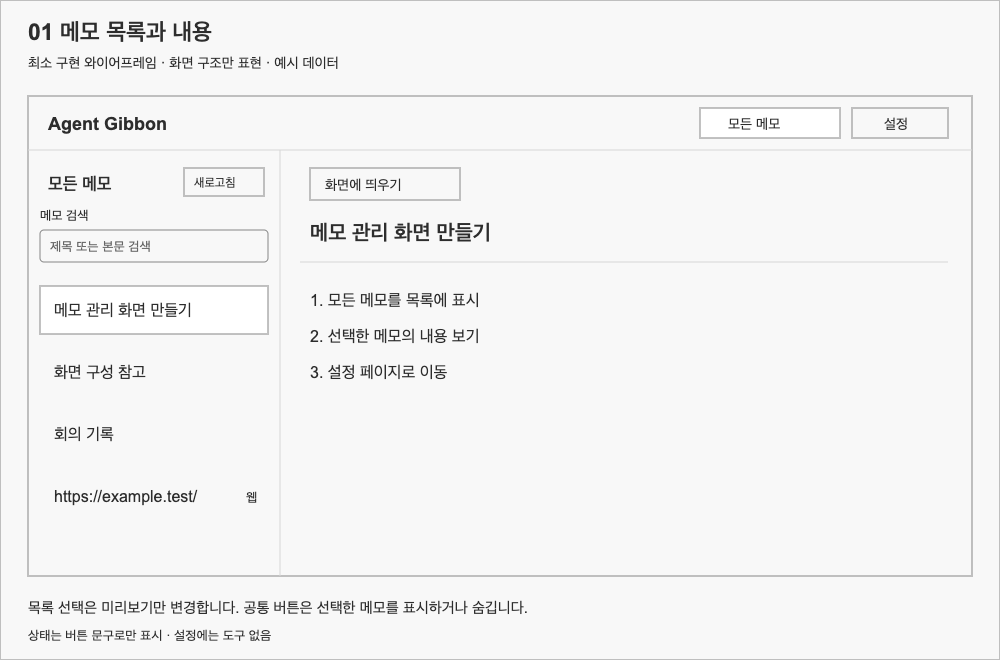 01 메모 목록과 내용
최소 구현 와이어프레임 · 화면 구조만 표현 · 예시 데이터
Agent Gibbon
모든 메모
설정
모든 메모
새로고침
메모 검색
제목 또는 본문 검색
메모 관리 화면 만들기
화면 구성 참고
회의 기록
https://example.test/
웹
화면에 띄우기
메모 관리 화면 만들기
1. 모든 메모를 목록에 표시
2. 선택한 메모의 내용 보기
3. 설정 페이지로 이동
목록 선택은 미리보기만 변경합니다. 공통 버튼은 선택한 메모를 표시하거나 숨깁니다.
상태는 버튼 문구로만 표시 · 설정에는 도구 없음